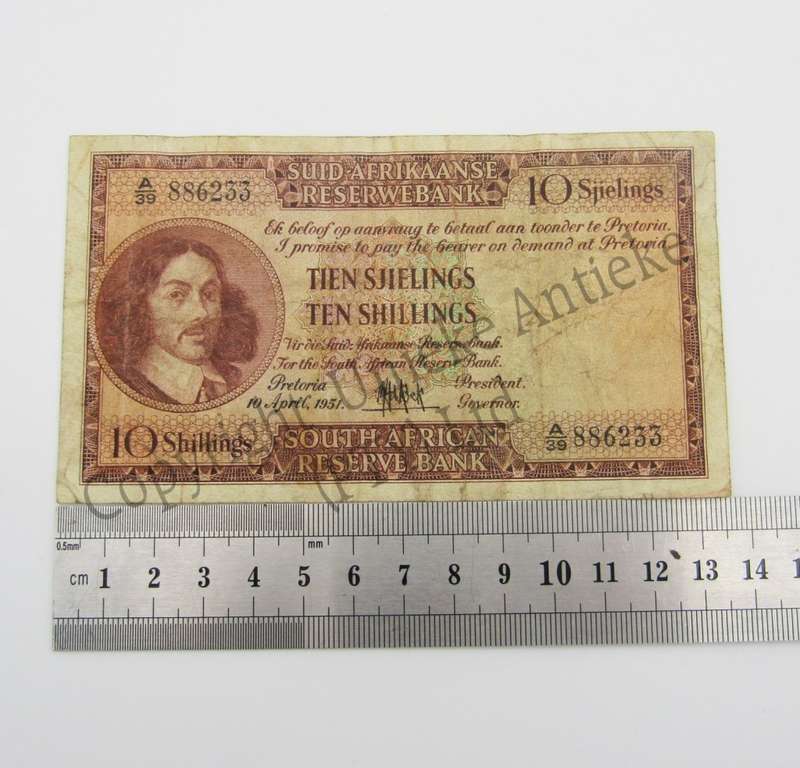 SUID-AFRIKAANSE
RESERWEBANK
A/39 886233
10 Sjielings
Ek beloof op aanvraag te betaal aan toonder te Pretoria.
I promise to pay the bearer on demand at Pretoria
TIEN SJIELINGS
TEN SHILLINGS
Vir die Suid-Afrikaanse Reserwebank.
For the South African Reserve Bank.
Pretoria
President.
10 April, 1951.
Governor.
10 Shillings
SOUTH AFRICAN
RESERVE BANK
A/39 886233
Copyright Unieke Antieke
0.5mm
mm
cm 1 2 3 4 5 6 7 8 9 10 11 12 13 14